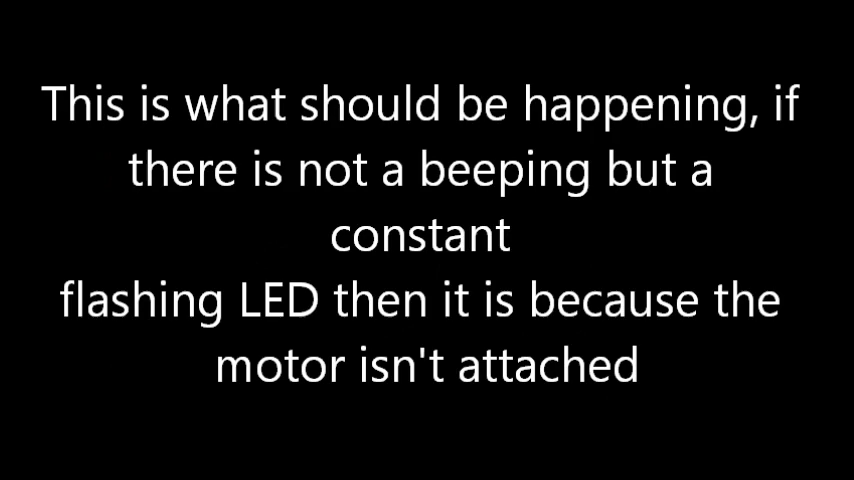 This is what should be happening, if
there is not a beeping but a
constant
flashing LED then it is because the
motor isn't attached